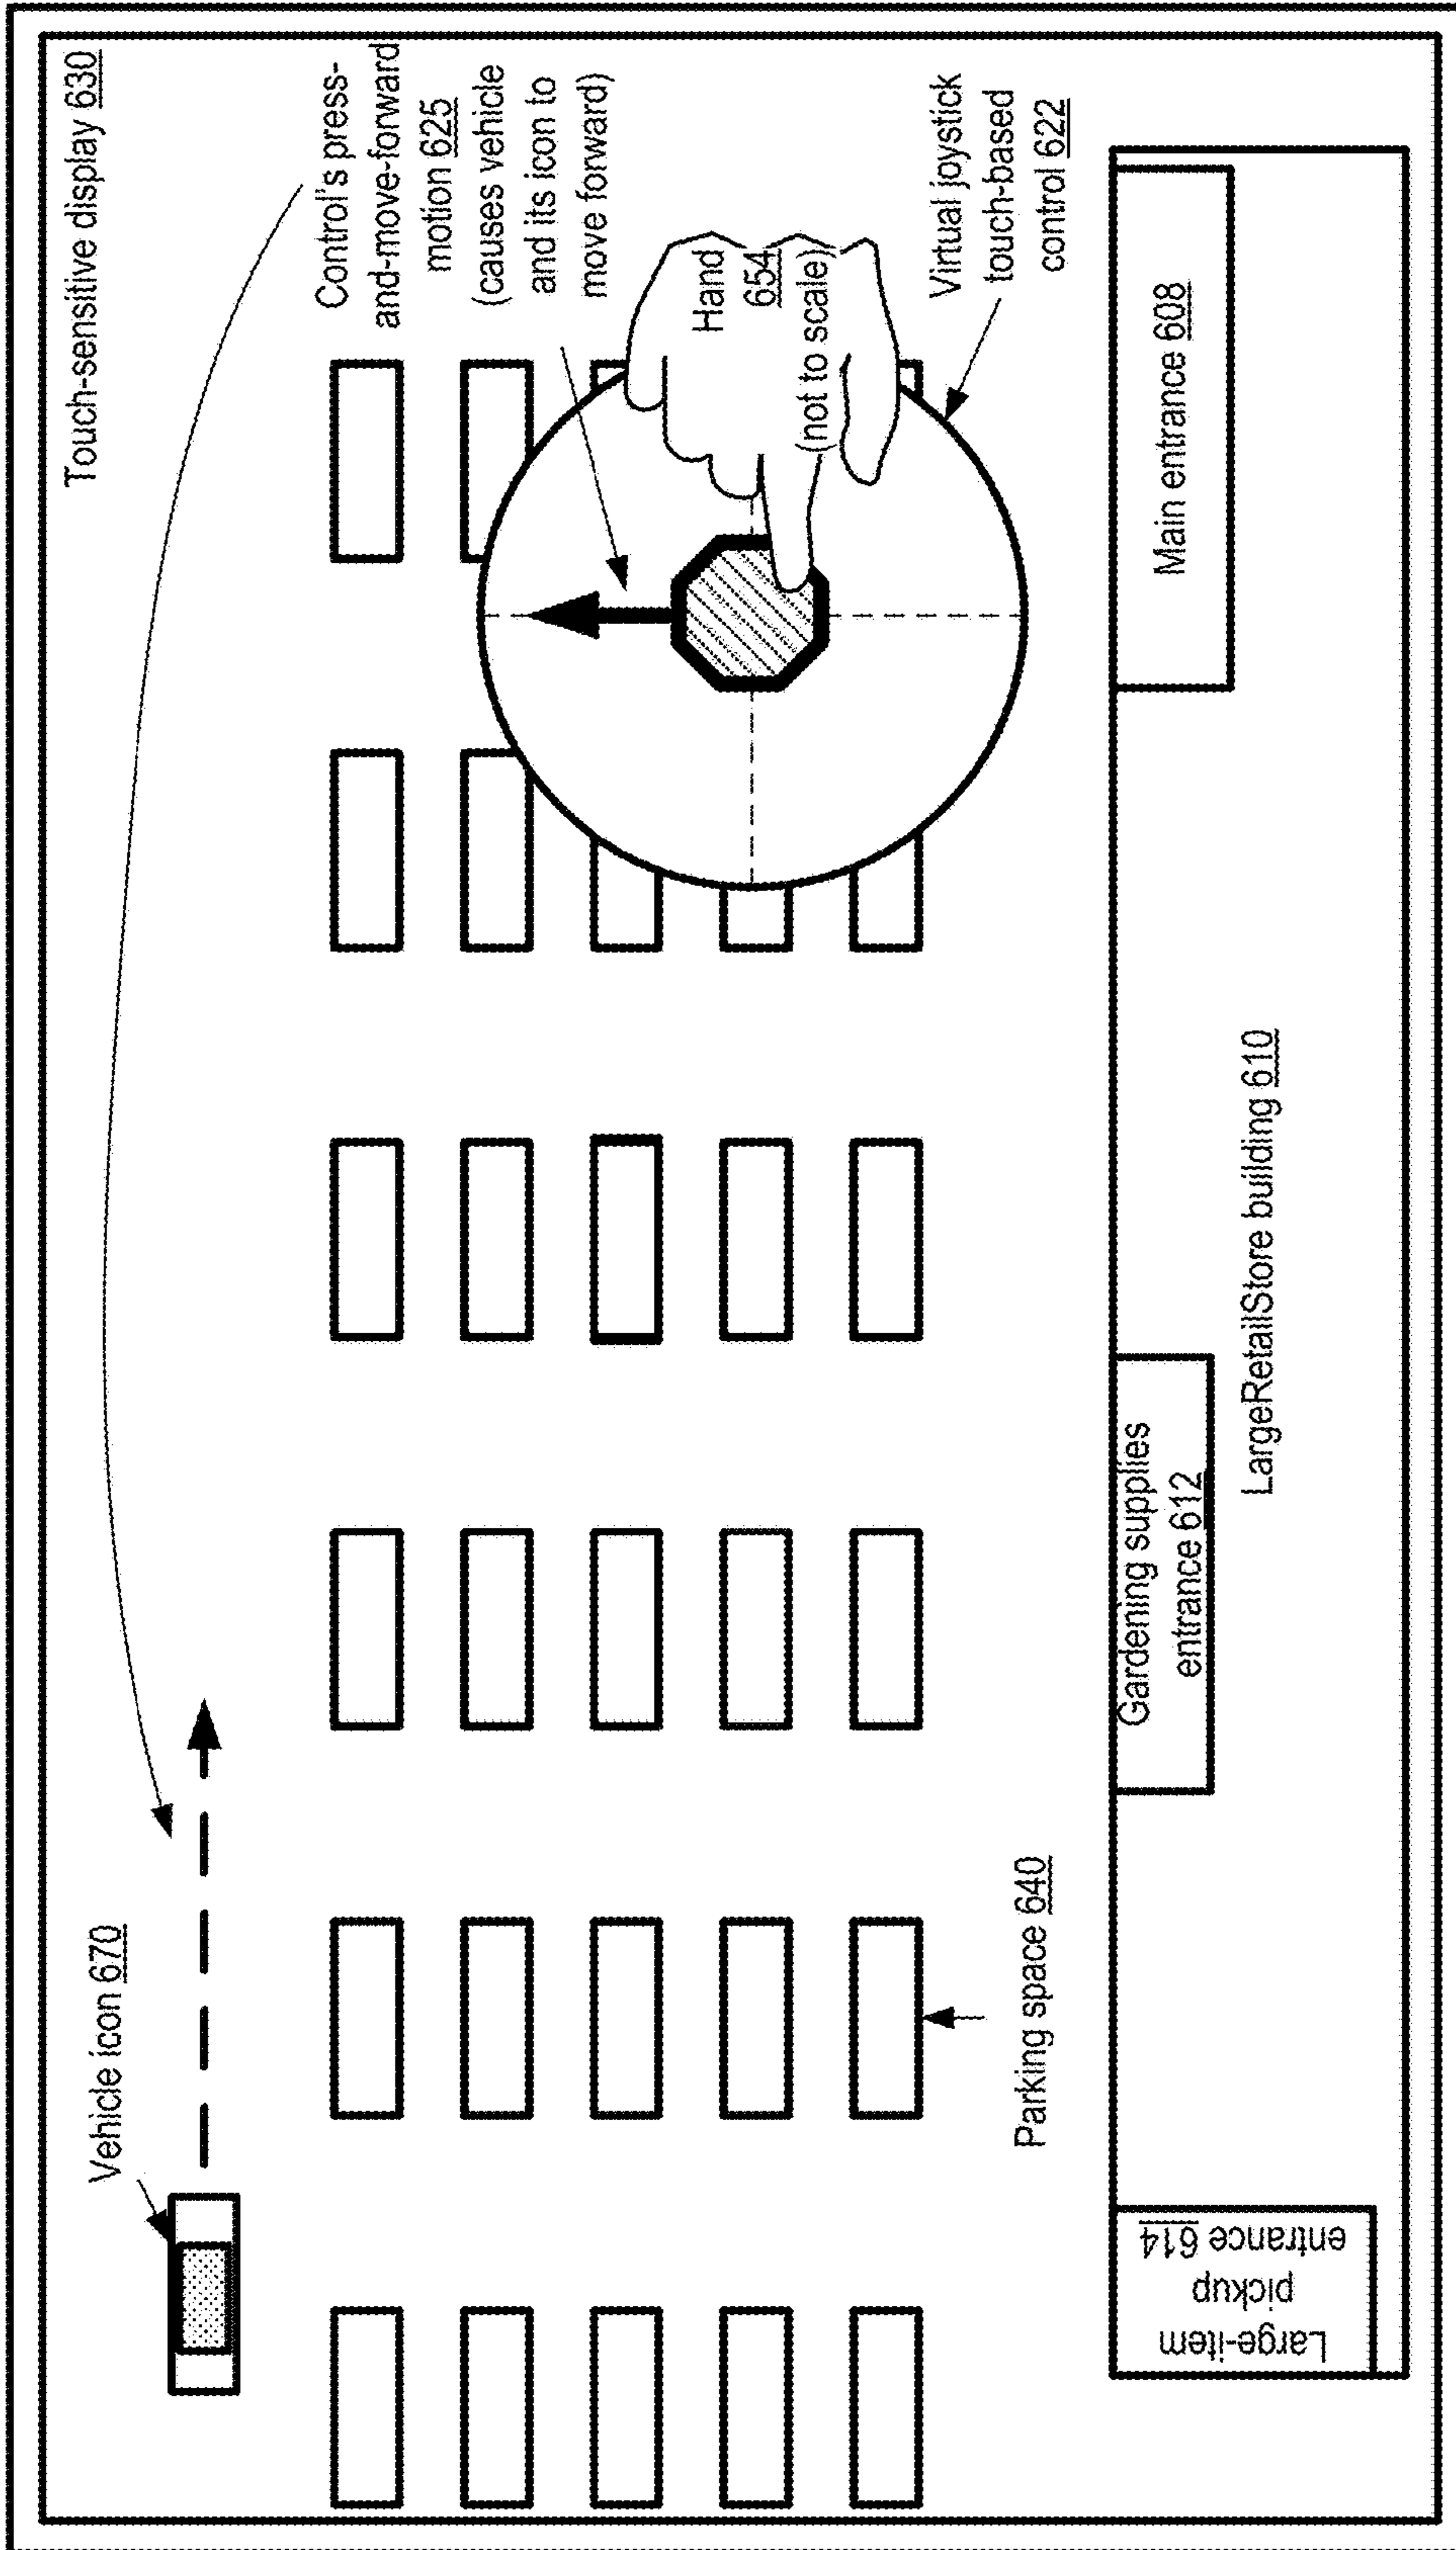 Touch-sensitive display 630
Vehicle icon 670
Control's press-
and-move-forward
motion 625
(causes vehicle
and its icon to
move forward)
Hand
654
(not to scale)
Virtual joystick
touch-based
control 622
Parking space 640
Large-item
pickup
entrance 614
Gardening supplies
entrance 612
Main entrance 608
LargeRetailStore building 610